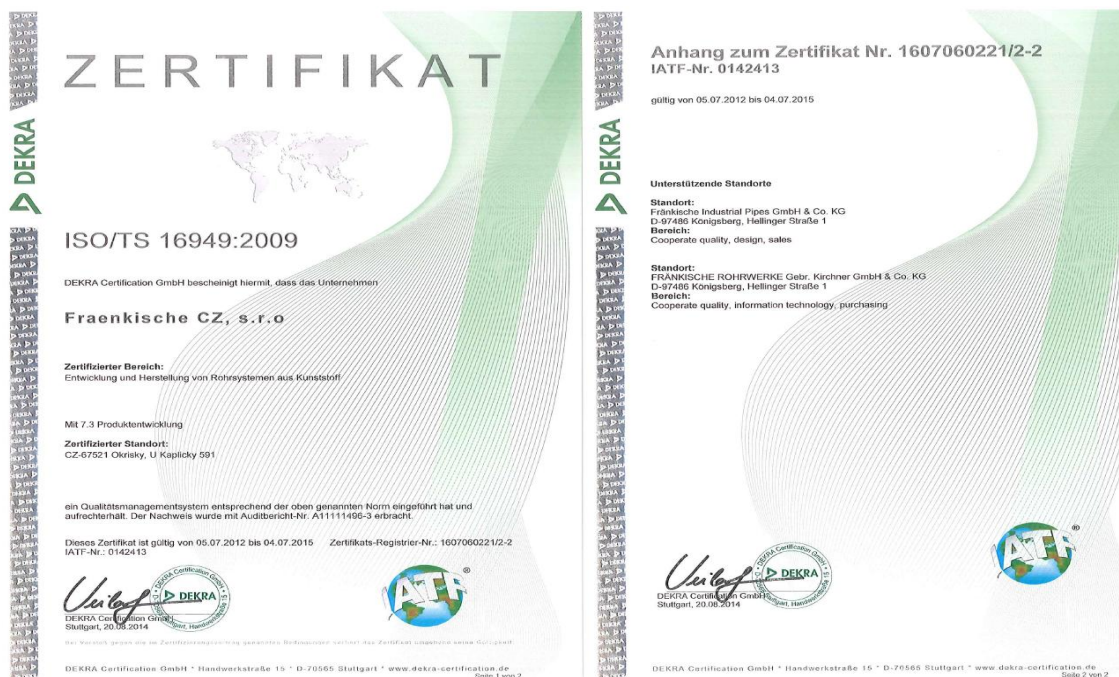 ZERTIFIKAT
DEKRA
ISO/TS 16949:2009
DEKRA Certification GmbH bescheinigt hiermit, dass das Unternehmen
Fraenkische CZ, s.r.o
Zertifizierter Bereich:
Entwicklung und Herstellung von Rohrsystemen aus Kunststoff
Mit 7.3 Produktentwicklung
Zertifizierter Standort:
CZ-67521 Okrisky, U Kaplicky 591
ein Qualitätsmanagementsystem entsprechend der oben genannten Norm eingeführt hat und
aufrechterhält. Der Nachweis wurde mit Auditbericht-Nr. A11111496-3 erbracht.
Dieses Zertifikat ist gültig von 05.07.2012 bis 04.07.2015 Zertifikats-Registrier-Nr.: 1607060221/2-2
IATF-Nr.: 0142413
DEKRA
IATF
®
DEKRA Certification GmbH
Stuttgart, 20.08.2014
DEKRA Certification GmbH * Handwerkstraße 15 * D-70565 Stuttgart * www.dekra-certification.de
Seite 1 von 2
Anhang zum Zertifikat Nr. 1607060221/2-2
IATF-Nr. 0142413
DEKRA
gültig von 05.07.2012 bis 04.07.2015
Unterstützende Standorte
Standort:
Fränkische Industrial Pipes GmbH & Co. KG
D-97486 Königsberg, Hellinger Straße 1
Bereich:
Cooperate quality, design, sales
Standort:
FRÄNKISCHE ROHRWERKE Gebr. Kirchner GmbH & Co. KG
D-97486 Königsberg, Hellinger Straße 1
Bereich:
Cooperate quality, information technology, purchasing
DEKRA
IATF
®
DEKRA Certification GmbH
Stuttgart, 20.08.2014
DEKRA Certification GmbH * Handwerkstraße 15 * D-70565 Stuttgart * www.dekra-certification.de
Seite 2 von 2